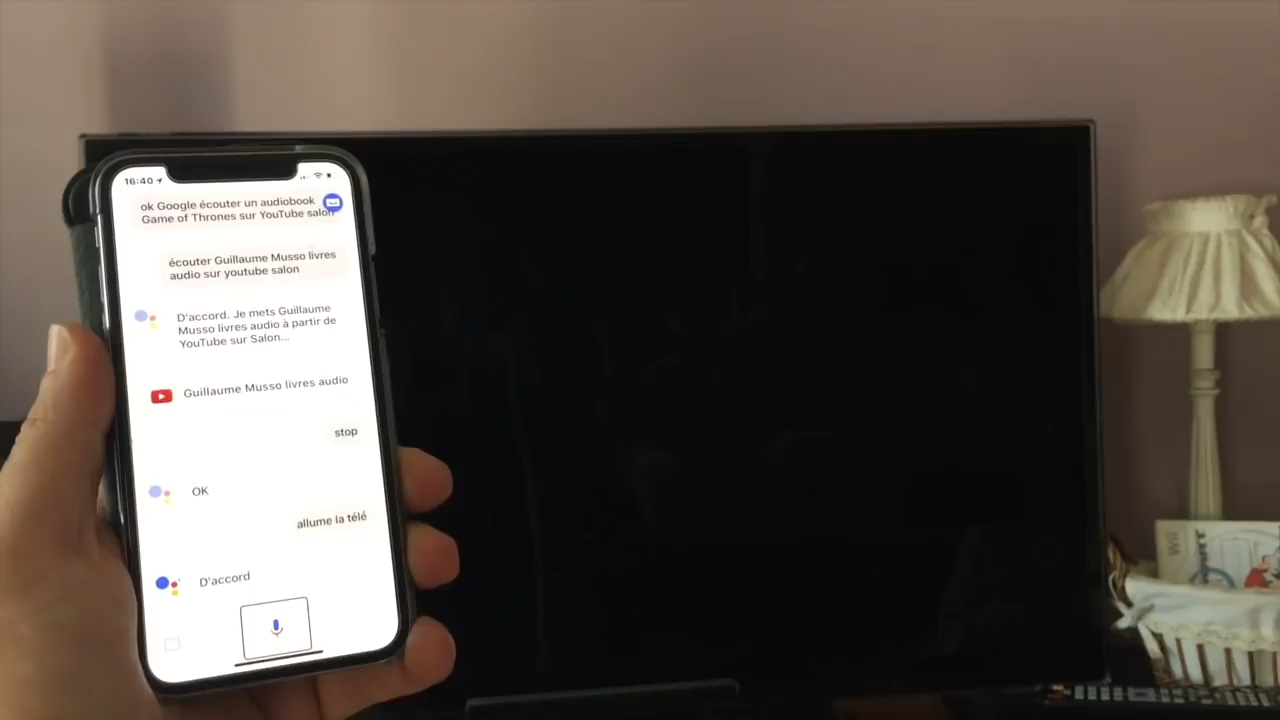 16:40
ok Google écouter un audiobook
Game of Thrones sur YouTube salon
écouter Guillaume Musso livres
audio sur youtube salon
D'accord. Je mets Guillaume
Musso livres audio à partir de
YouTube sur Salon...
Guillaume Musso livres audio
stop
OK
allume la télé
D'accord
Wii